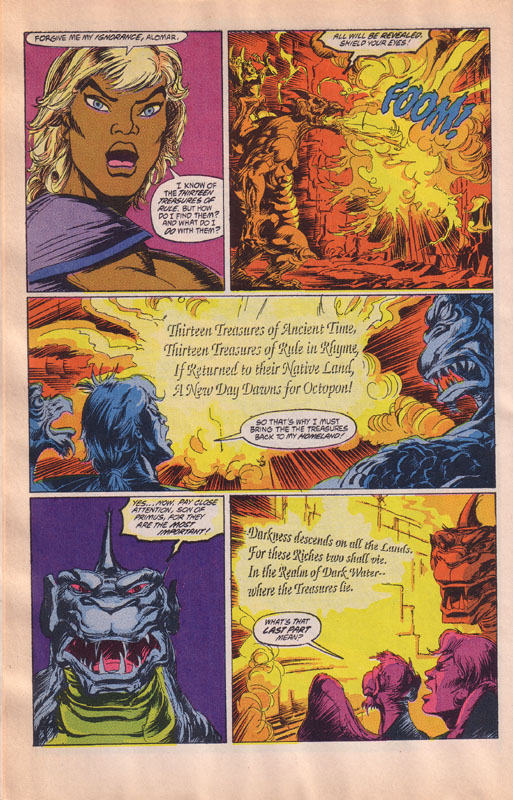 FORGIVE ME MY IGNORANCE, ALOMAR.
I KNOW OF
THE THIRTEEN
TREASURES OF
RULE. BUT HOW
DO I FIND THEM?
AND WHAT DO I
DO WITH THEM?
ALL WILL BE REVEALED.
SHIELD YOUR EYES!
FOOM!
Thirteen Treasures of Ancient Time,
Thirteen Treasures of Rule in Rhyme,
If Returned to their Native Land,
A New Day Dawns for Octopon!
SO THAT'S WHY I MUST
BRING THE THE TREASURES
BACK TO MY HOMELAND!
YES...NOW, PAY CLOSE
ATTENTION, SON OF
PRIMUS, FOR THEY
ARE THE MOST
IMPORTANT!
Darkness descends on all the Lands.
For these Riches two shall vie.
In the Realm of Dark Water--
where the Treasures lie.
WHAT'S THAT
LAST PART
MEAN?